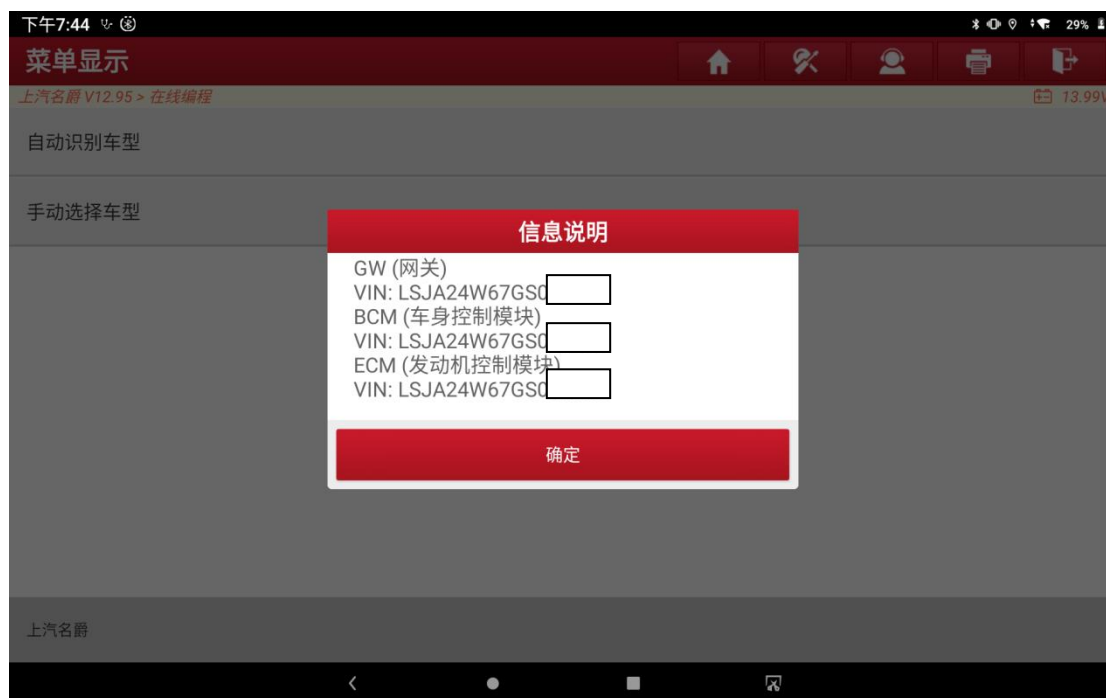 下午7:44
29%
菜单显示
上汽名爵 V12.95 > 在线编程
13.99V
自动识别车型
手动选择车型
信息说明
GW (网关)
VIN: LSJA24W67GS0
BCM (车身控制模块)
VIN: LSJA24W67GS0
ECM (发动机控制模块)
VIN: LSJA24W67GS0
确定
上汽名爵